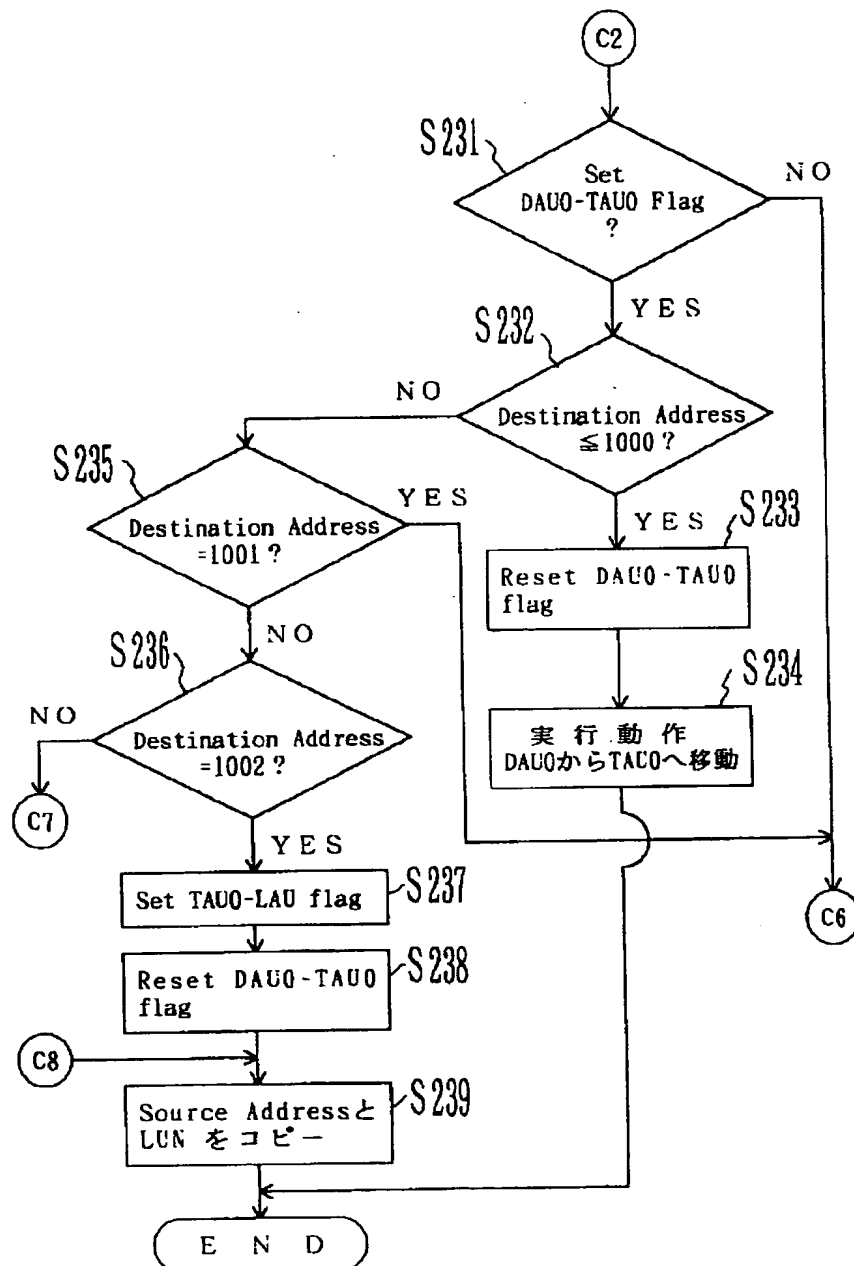 C2
S231
Set
DAU0-TAU0 Flag
?
NO
YES
S232
Destination Address
≦1000?
NO
YES
S235
Destination Address
=1001?
YES
NO
S233
Reset DAU0-TAU0
flag
S234
実行動作
DAU0からTAU0へ移動
S236
Destination Address
=1002?
NO
C7
YES
C6
Set TAU0-LAU flag
S237
Reset DAU0-TAU0
flag
S238
C8
Source Addressと
LUN をコピー
S239
END